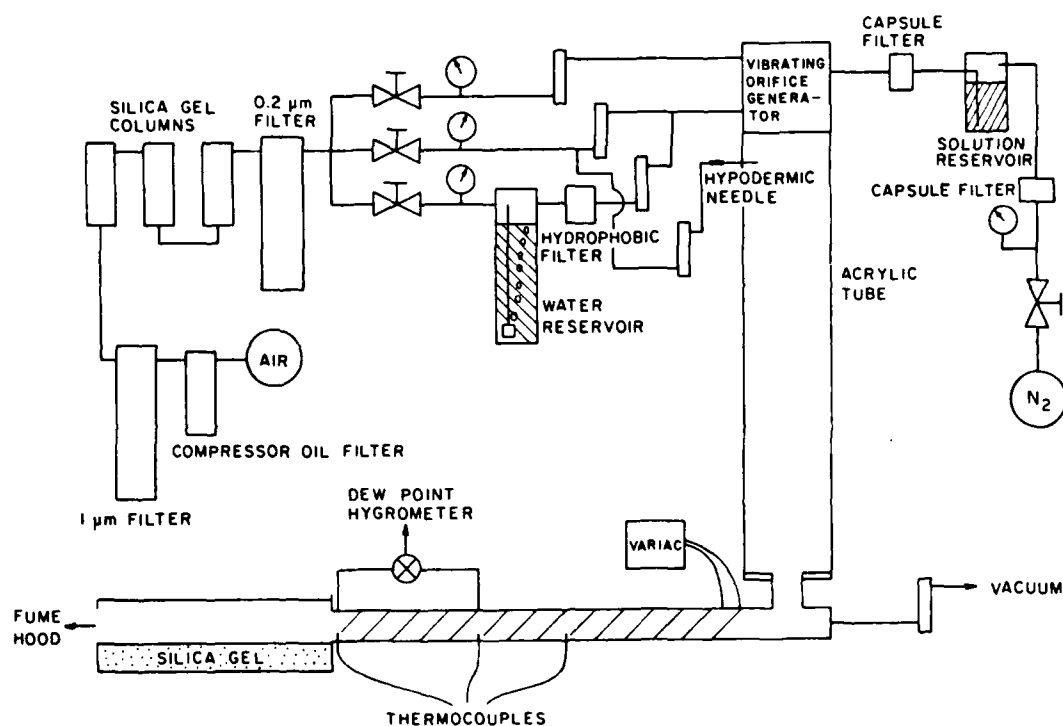 CAPSULE
FILTER
VIBRATING
ORIFICE
GENERA-
TOR
0.2 µm
FILTER
SILICA GEL
COLUMNS
SOLUTION
RESERVOIR
HYPODERMIC
NEEDLE
CAPSULE FILTER
HYDROPHOBIC
FILTER
ACRYLIC
TUBE
WATER
RESERVOIR
AIR
N2
COMPRESSOR OIL FILTER
1 µm FILTER
DEW POINT
HYGROMETER
VARIAC
VACUUM
FUME
HOOD
SILICA GEL
THERMOCOUPLES